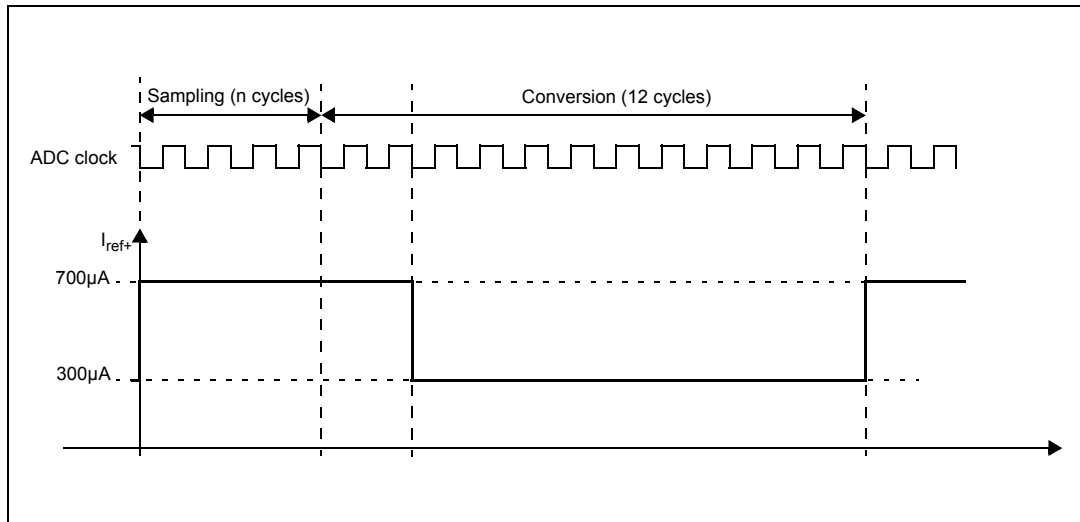 Sampling (n cycles)
Conversion (12 cycles)
ADC clock
Iref+
700µA
300µA